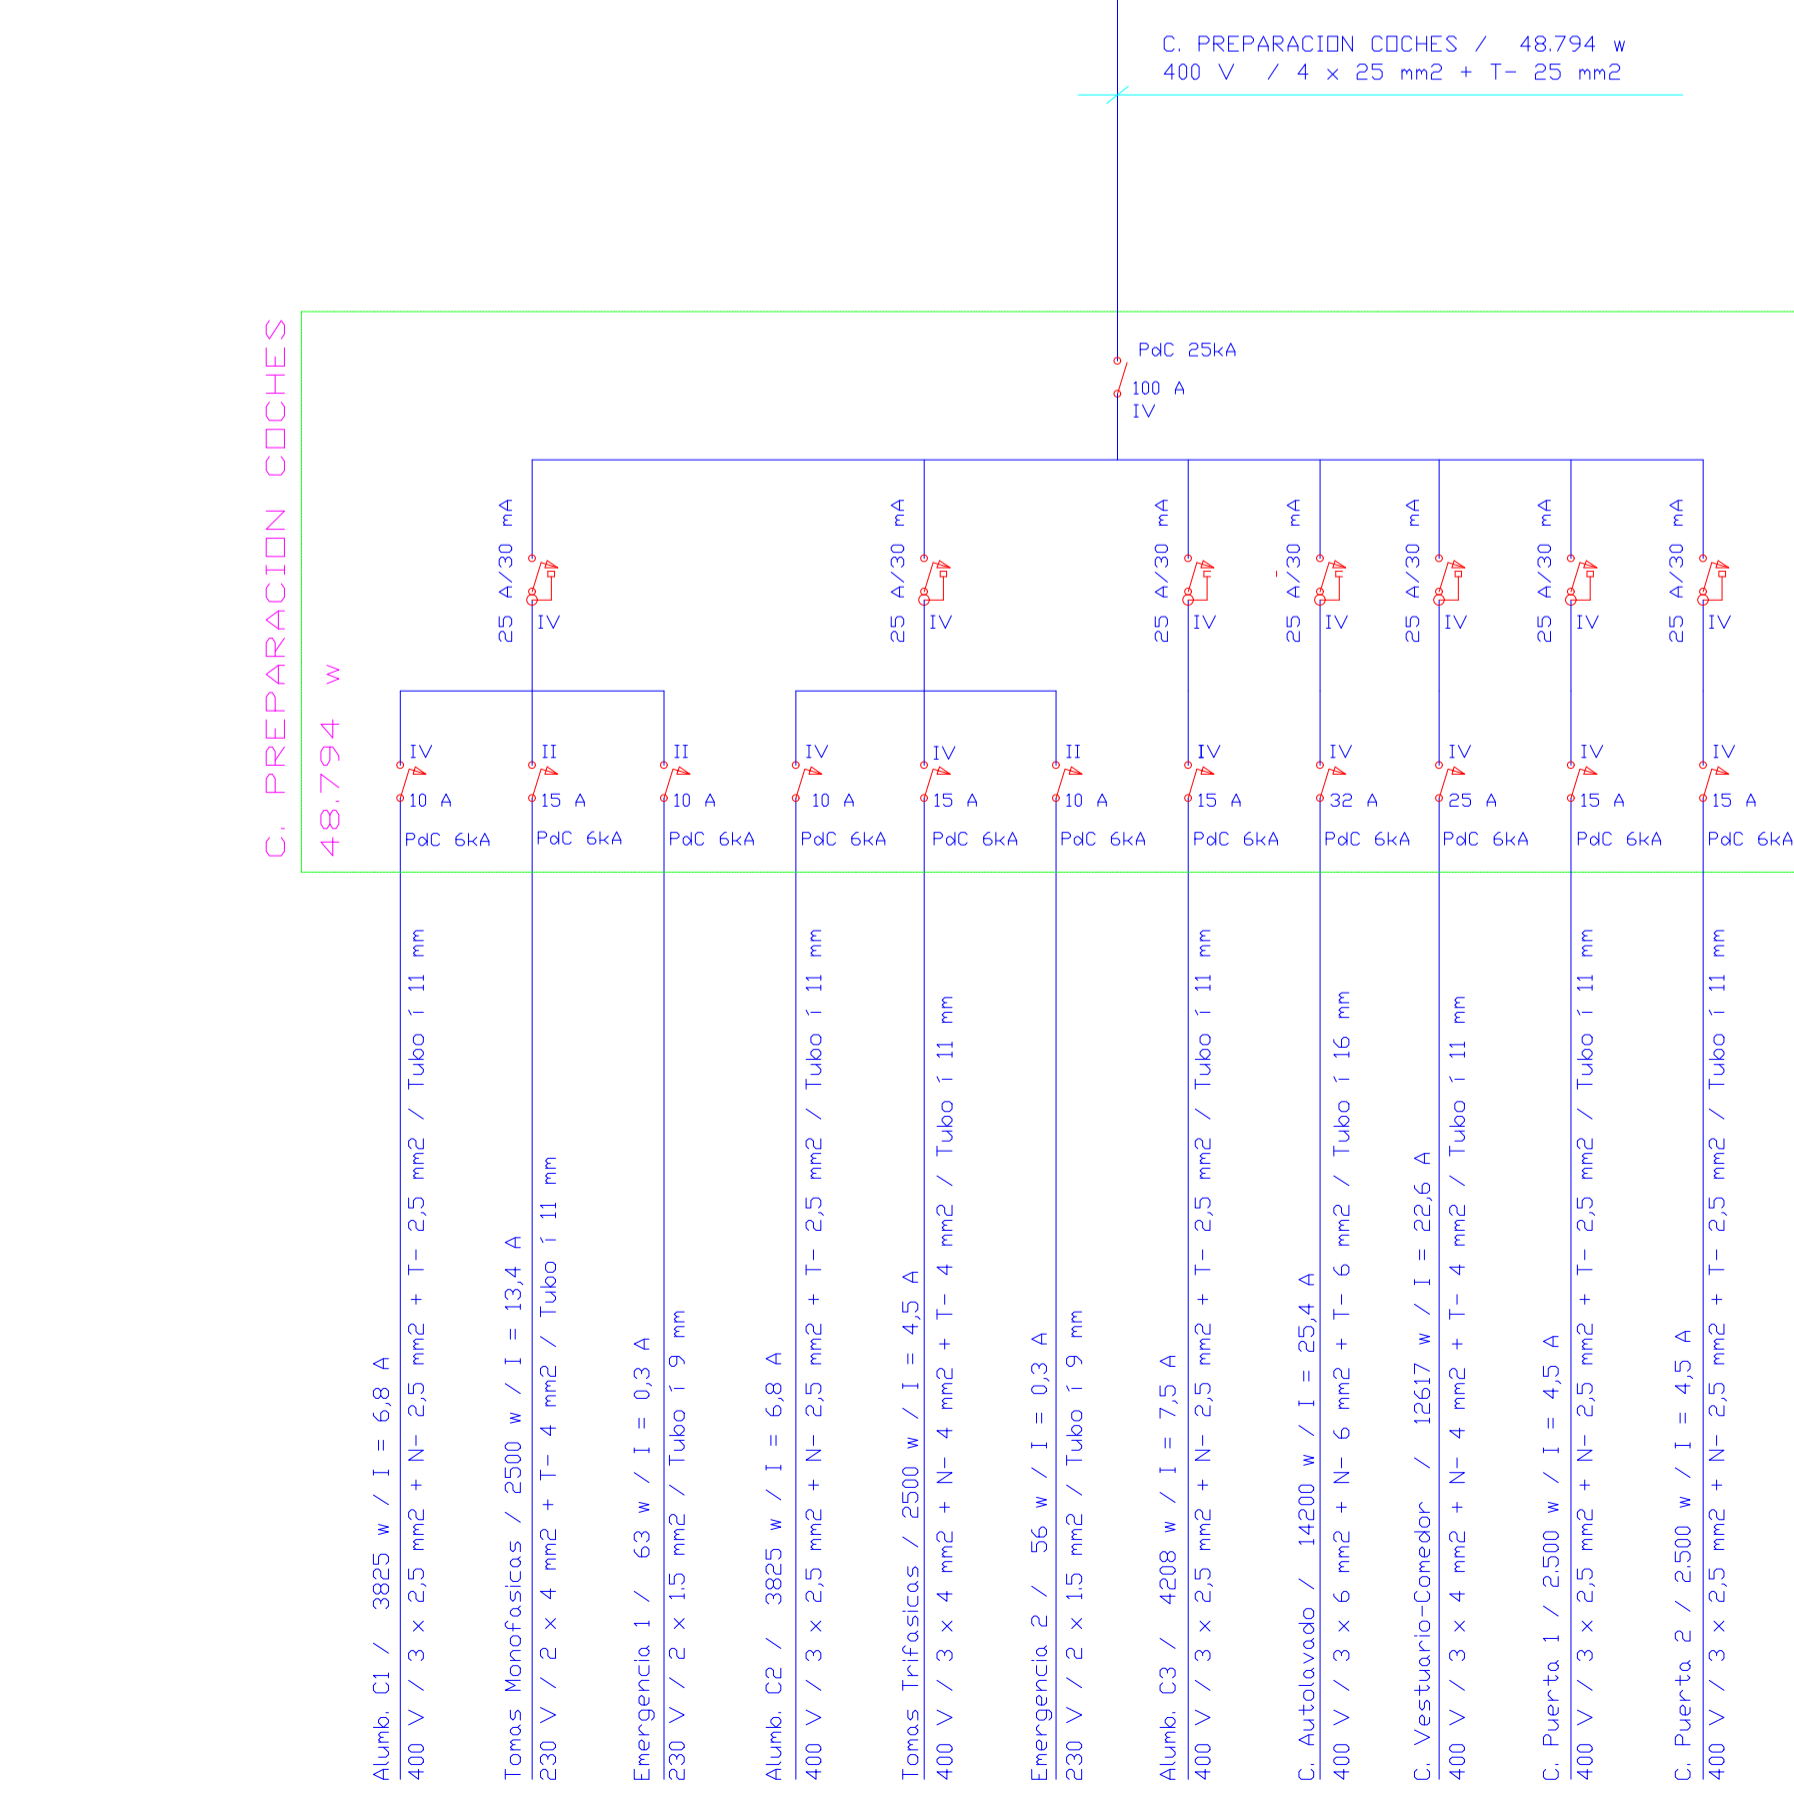 C. PREPARACION COCHES /  48.794 w
400 V  / 4 x 25 mm2 + T- 25 mm2
C. PREPARACION COCHES
48.794 w
PdC 25kA
100 A
IV
25 A/30 mA
IV
25 A/30 mA
IV
25 A/30 mA
IV
25 A/30 mA
IV
25 A/30 mA
IV
25 A/30 mA
IV
25 A/30 mA
IV
IV
10 A
PdC 6kA
II
15 A
PdC 6kA
II
10 A
PdC 6kA
IV
10 A
PdC 6kA
IV
15 A
PdC 6kA
II
10 A
PdC 6kA
IV
15 A
PdC 6kA
IV
32 A
PdC 6kA
IV
25 A
PdC 6kA
IV
15 A
PdC 6kA
IV
15 A
PdC 6kA
Alumb. C1 /  3825 w / I = 6,8 A
400 V / 3 x 2,5 mm2 + N- 2,5 mm2 + T- 2,5 mm2 / Tubo í 11 mm
Tomas Monofasicas / 2500 w / I = 13,4 A
230 V / 2 x 4 mm2 + T- 4 mm2 / Tubo í 11 mm
Emergencia 1 /  63 w / I = 0,3 A
230 V / 2 x 1.5 mm2 / Tubo í 9 mm
Alumb. C2 /  3825 w / I = 6,8 A
400 V / 3 x 2,5 mm2 + N- 2,5 mm2 + T- 2,5 mm2 / Tubo í 11 mm
Tomas Trifasicas / 2500 w / I = 4,5 A
400 V / 3 x 4 mm2 + N- 4 mm2 + T- 4 mm2 / Tubo í 11 mm
Emergencia 2 /  56 w / I = 0,3 A
230 V / 2 x 1.5 mm2 / Tubo í 9 mm
Alumb. C3 /  4208 w / I = 7,5 A
400 V / 3 x 2,5 mm2 + N- 2,5 mm2 + T- 2,5 mm2 / Tubo í 11 mm
C. Autolavado /  14200 w / I = 25,4 A
400 V / 3 x 6 mm2 + N- 6 mm2 + T- 6 mm2 / Tubo í 16 mm
C. Vestuario-Comedor  /  12617 w / I = 22,6 A
400 V / 3 x 4 mm2 + N- 4 mm2 + T- 4 mm2 / Tubo í 11 mm
C. Puerta 1 / 2.500 w / I = 4,5 A
400 V / 3 x 2,5 mm2 + N- 2,5 mm2 + T- 2,5 mm2 / Tubo í 11 mm
C. Puerta 2 / 2.500 w / I = 4,5 A
400 V / 3 x 2,5 mm2 + N- 2,5 mm2 + T- 2,5 mm2 / Tubo í 11 mm